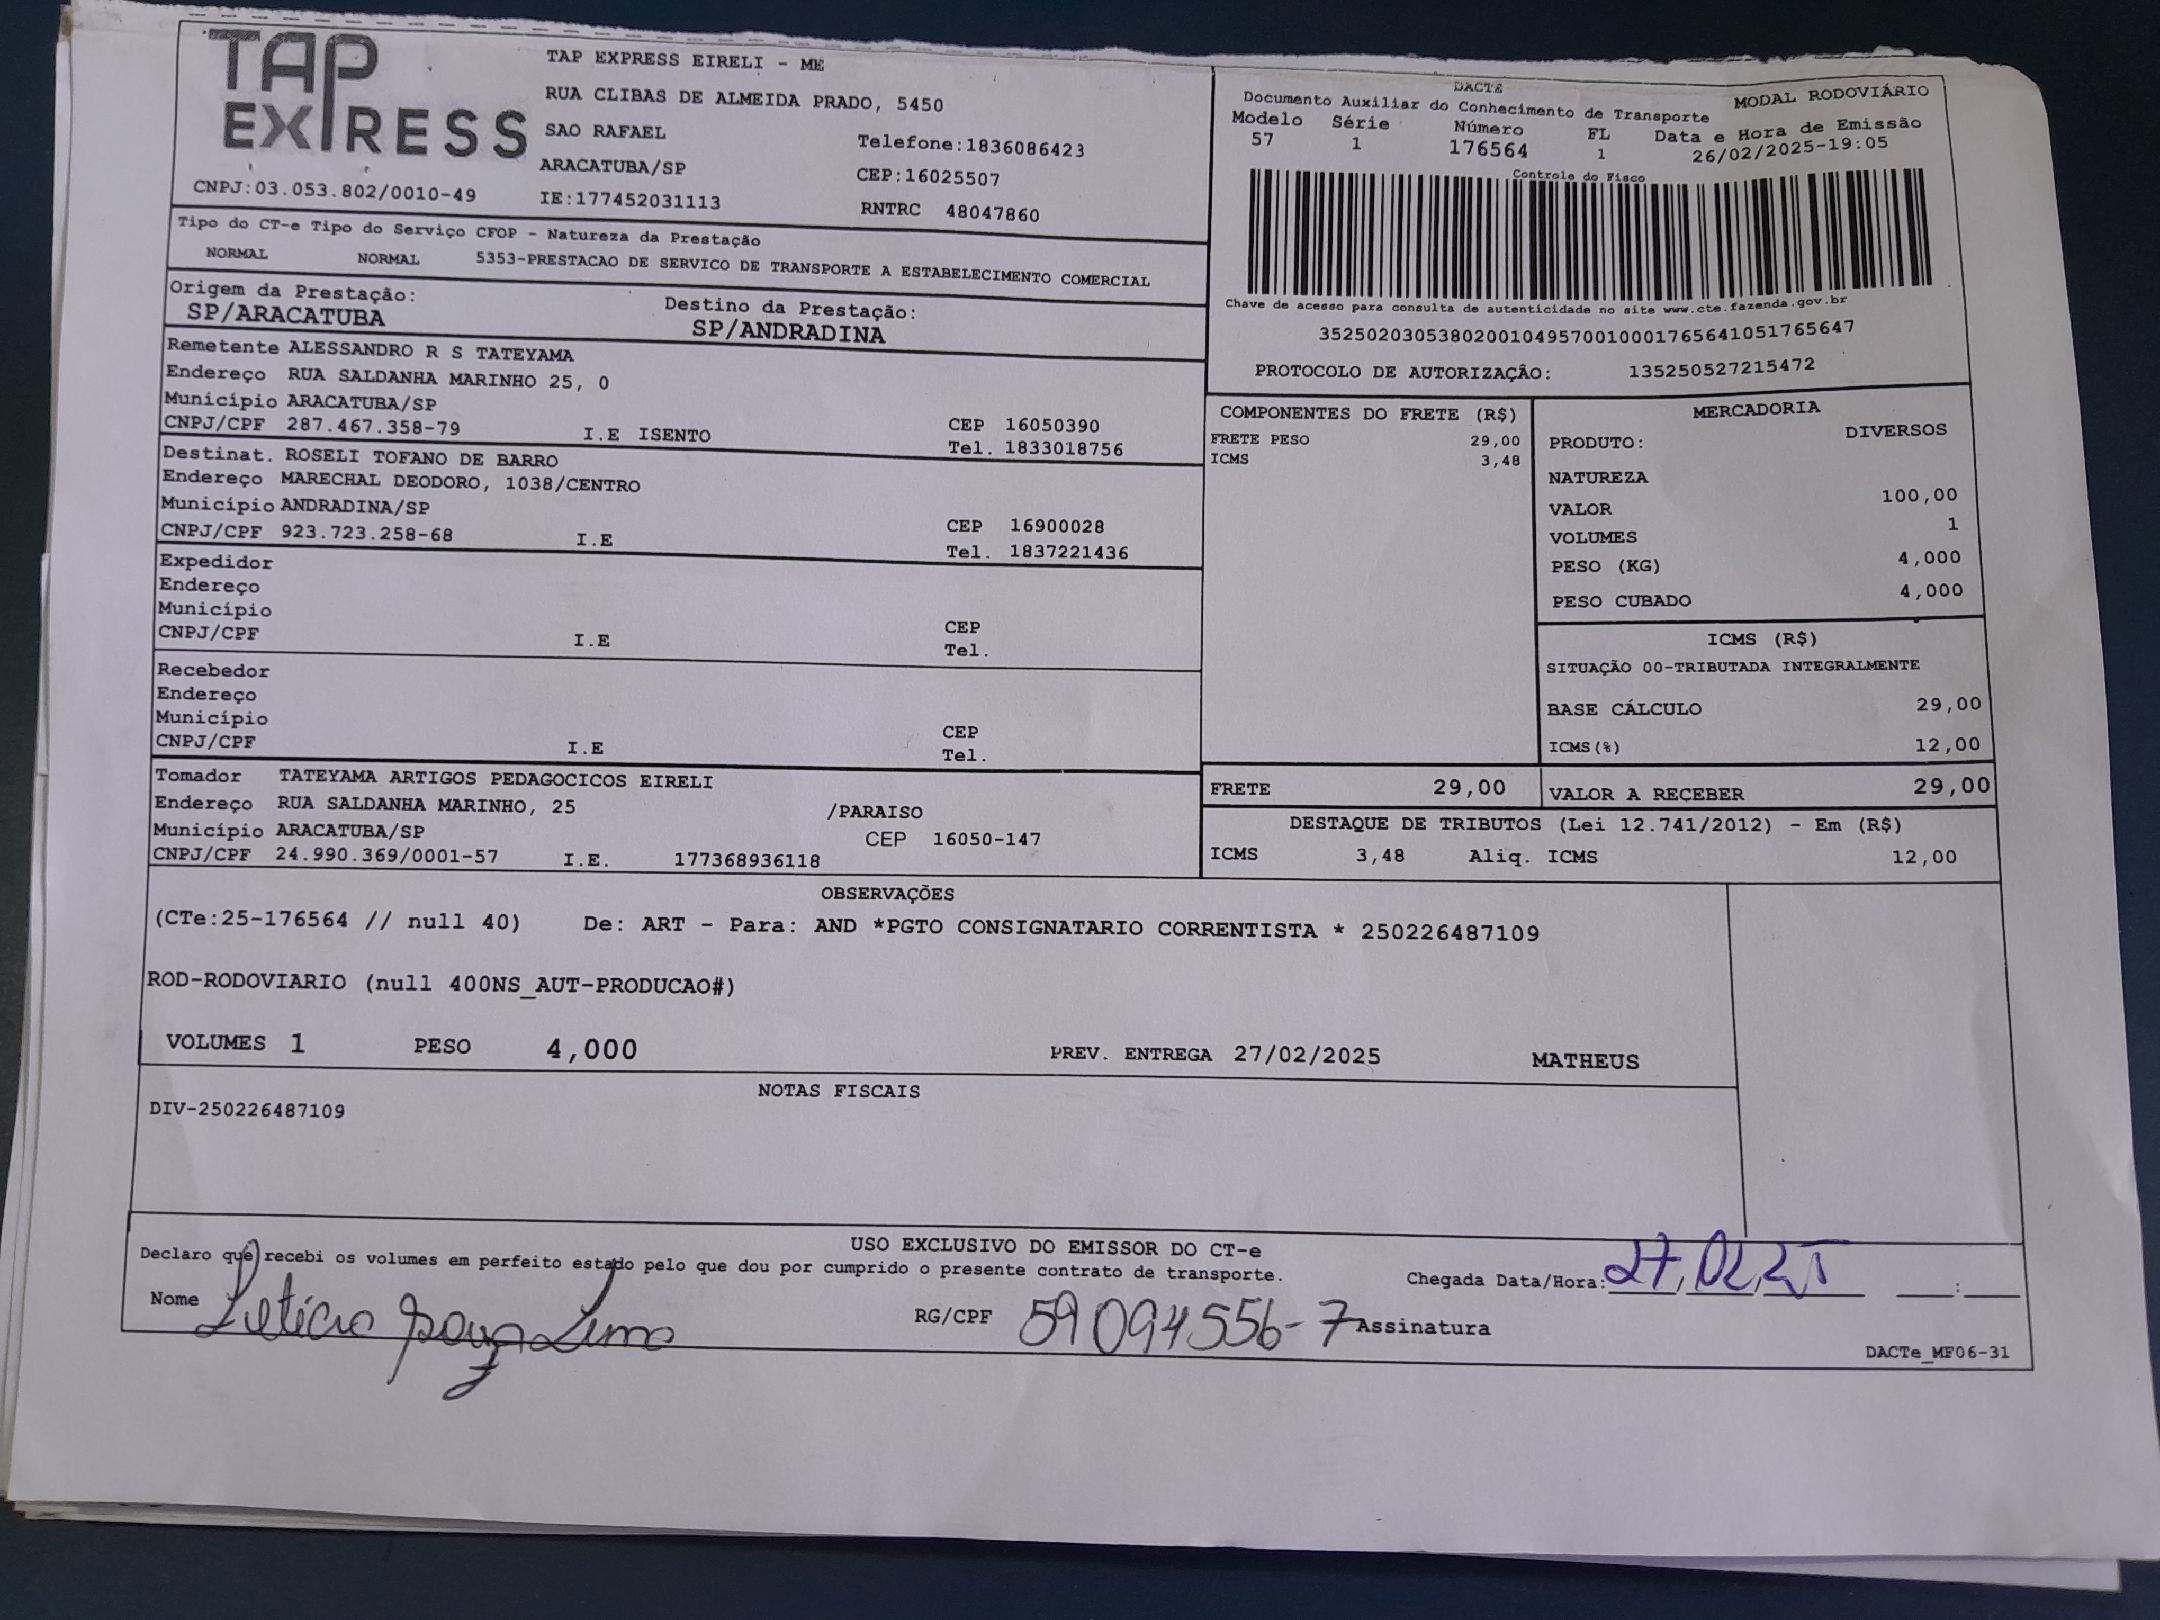 TAP EXPRESS
TAP EXPRESS EIRELI - ME
RUA CLIBAS DE ALMEIDA PRADO, 5450
SAO RAFAEL Telefone:1836086423
ARACATUBA/SP CEP:16025507
CNPJ:03.053.802/0010-49 IE:177452031113 RNTRC 48047860
DACTE
Documento Auxiliar do Conhecimento de Transporte MODAL RODOVIÁRIO
Modelo Série Número FL Data e Hora de Emissão
57 1 176564 1 26/02/2025-19:05
Controle do Fisco
Chave de acesso para consulta de autenticidade no site www.cte.fazenda.gov.br
35250203053802001049570010001765641051765647
PROTOCOLO DE AUTORIZAÇÃO: 135250527215472
Tipo do CT-e Tipo do Serviço CFOP - Natureza da Prestação
NORMAL NORMAL 5353-PRESTACAO DE SERVICO DE TRANSPORTE A ESTABELECIMENTO COMERCIAL
Origem da Prestação: Destino da Prestação:
SP/ARACATUBA SP/ANDRADINA
Remetente ALESSANDRO R S TATEYAMA
Endereço RUA SALDANHA MARINHO 25, 0
Município ARACATUBA/SP CEP 16050390
CNPJ/CPF 287.467.358-79 I.E ISENTO Tel. 1833018756
Destinat. ROSELI TOFANO DE BARRO
Endereço MARECHAL DEODORO, 1038/CENTRO
Município ANDRADINA/SP CEP 16900028
CNPJ/CPF 923.723.258-68 I.E Tel. 1837221436
Expedidor
Endereço
Município CEP
CNPJ/CPF I.E Tel.
Recebedor
Endereço
Município CEP
CNPJ/CPF I.E Tel.
Tomador TATEYAMA ARTIGOS PEDAGOCICOS EIRELI
Endereço RUA SALDANHA MARINHO, 25 /PARAISO
Município ARACATUBA/SP CEP 16050-147
CNPJ/CPF 24.990.369/0001-57 I.E. 177368936118
COMPONENTES DO FRETE (R$)
FRETE PESO 29,00
ICMS 3,48
MERCADORIA
PRODUTO: DIVERSOS
NATUREZA
VALOR 100,00
VOLUMES 1
PESO (KG) 4,000
PESO CUBADO 4,000
ICMS (R$)
SITUAÇÃO 00-TRIBUTADA INTEGRALMENTE
BASE CÁLCULO 29,00
ICMS(%) 12,00
FRETE 29,00 VALOR A RECEBER 29,00
DESTAQUE DE TRIBUTOS (Lei 12.741/2012) - Em (R$)
ICMS 3,48 Aliq. ICMS 12,00
OBSERVAÇÕES
(CTe:25-176564 // null 40) De: ART - Para: AND *PGTO CONSIGNATARIO CORRENTISTA * 250226487109
ROD-RODOVIARIO (null 400NS_AUT-PRODUCAO#)
VOLUMES 1 PESO 4,000 PREV. ENTREGA 27/02/2025 MATHEUS
NOTAS FISCAIS
DIV-250226487109
USO EXCLUSIVO DO EMISSOR DO CT-e
Declaro que recebi os volumes em perfeito estado pelo que dou por cumprido o presente contrato de transporte. Chegada Data/Hora: 27,02,25 :
Nome Letícia Lima RG/CPF 59094556-7 Assinatura
DACTe_MF06-31